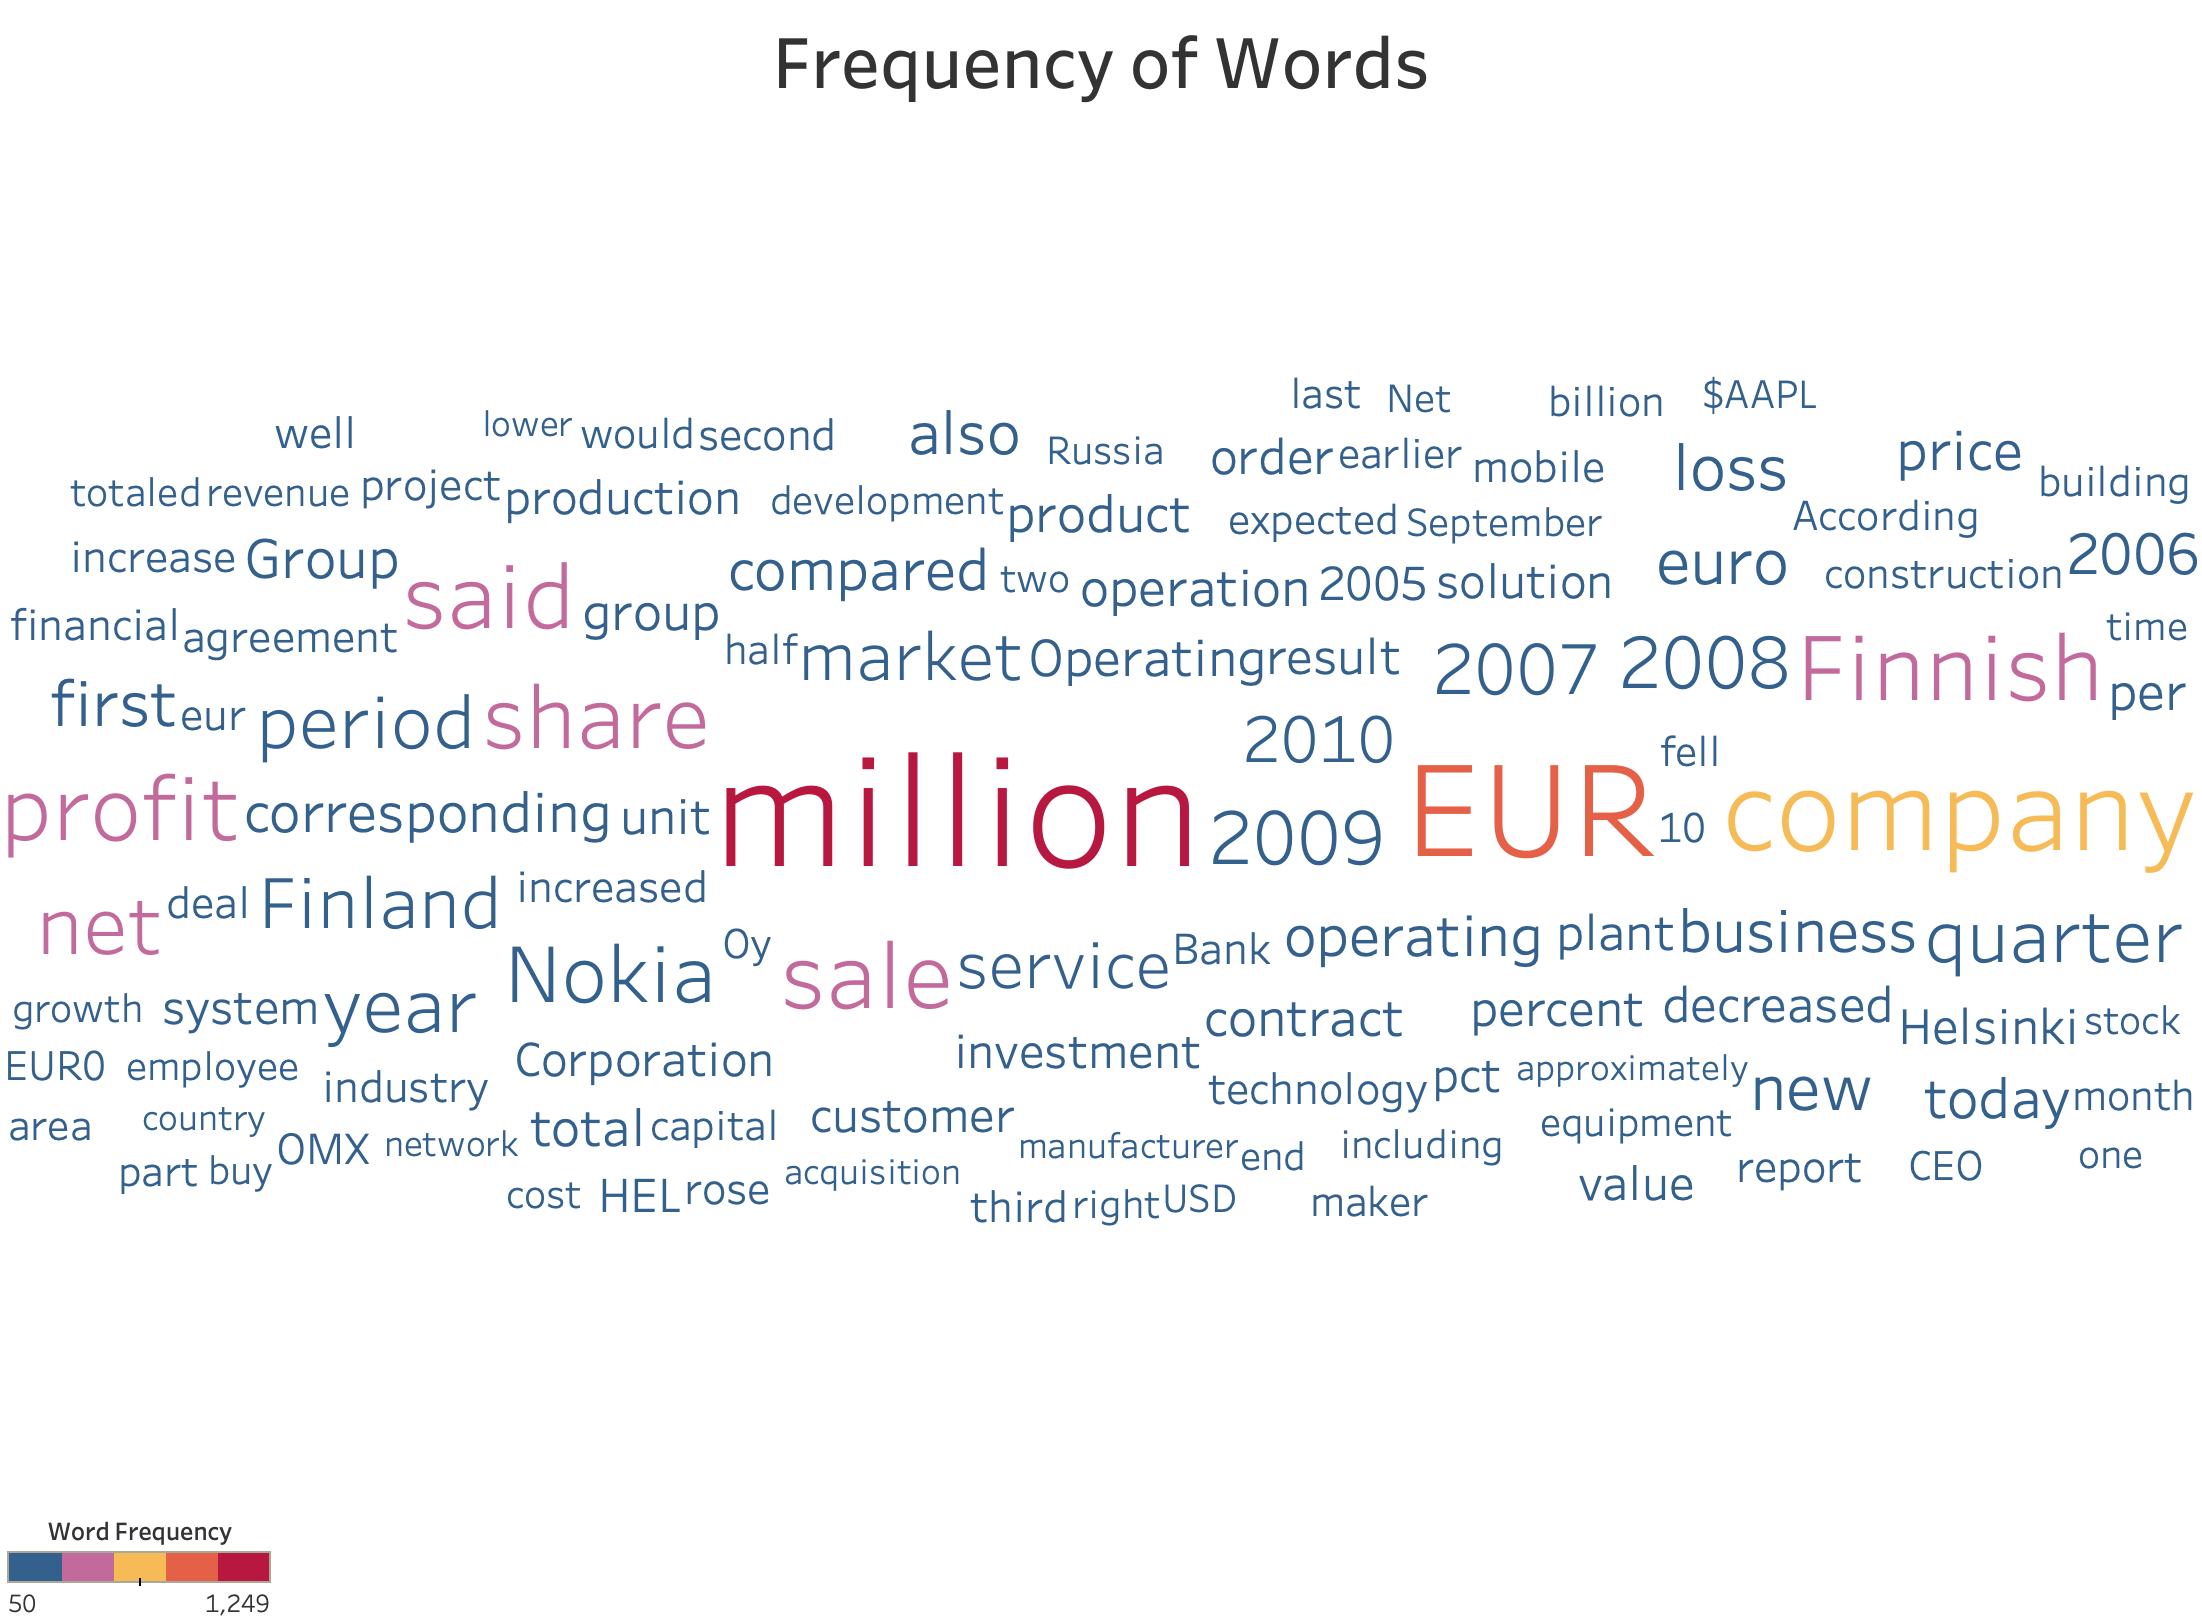 Frequency of Words
last Net billion $AAPL
well lower would second also Russia order earlier mobile loss price building
totaled revenue project production development product expected September According
increase Group said compared two operation 2005 solution euro construction 2006
financial agreement group half market Operating result 2007 2008 Finnish time
first eur period share 2010 fell per
profit corresponding unit million 2009 EUR 10 company
net deal Finland increased
Nokia Oy sale service Bank operating plant business quarter
growth system year contract percent decreased Helsinki stock
EUR0 employee industry Corporation investment technology pct approximately new today month
area country OMX network total capital customer manufacturer end including equipment
part buy cost HEL rose acquisition third right USD maker value report CEO one
Word Frequency
50 1,249